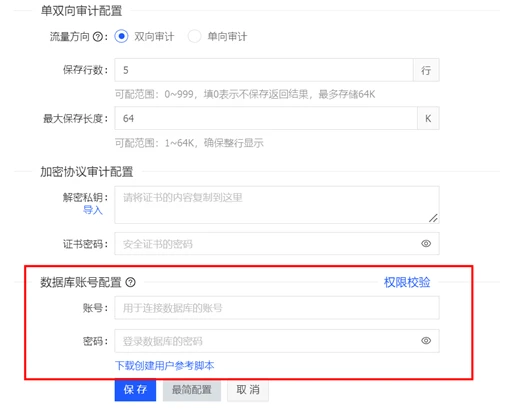 单双向审计配置
流量方向 ? : 双向审计 单向审计
保存行数: 5 行
可配范围：0~999，填0表示不保存返回结果，最多存储64K
最大保存长度: 64 K
可配范围：1~64K，确保整行显示
加密协议审计配置
解密私钥: 请将证书的内容复制到这里
导入
证书密码: 安全证书的密码
数据库账号配置 ? 权限校验
账号: 用于连接数据库的账号
密码: 登录数据库的密码
下载创建用户参考脚本
保 存 最简配置 取 消